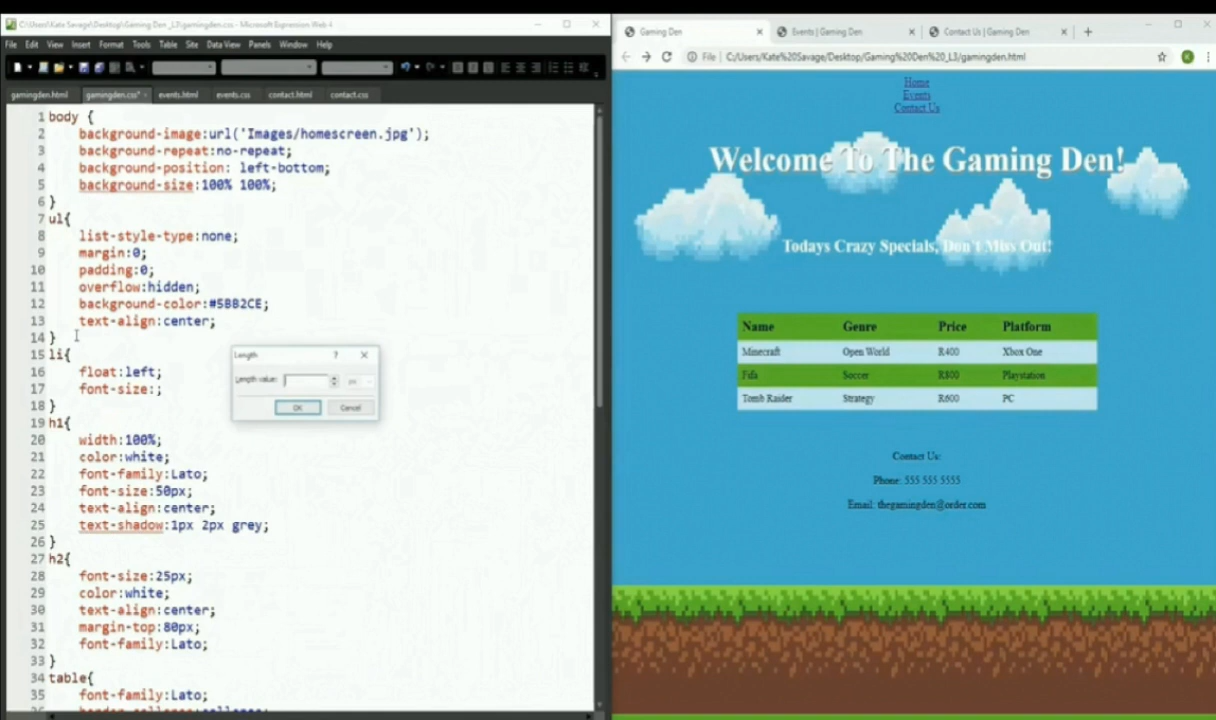 C:\Users\Kate Savage\Desktop\Gaming Den _L3\gamingden.css - Microsoft Expression Web 4
File Edit View Insert Format Tools Table Site Data View Panels Window Help
gamingden.html gamingden.css* events.html events.css contact.html contact.css
1 body {
2 background-image:url('Images/homescreen.jpg');
3 background-repeat:no-repeat;
4 background-position: left-bottom;
5 background-size:100% 100%;
6 }
7 ul{
8 list-style-type:none;
9 margin:0;
10 padding:0;
11 overflow:hidden;
12 background-color:#5BB2CE;
13 text-align:center;
14 }
15 li{
16 float:left;
17 font-size:;
18 }
19 h1{
20 width:100%;
21 color:white;
22 font-family:Lato;
23 font-size:50px;
24 text-align:center;
25 text-shadow:1px 2px grey;
26 }
27 h2{
28 font-size:25px;
29 color:white;
30 text-align:center;
31 margin-top:80px;
32 font-family:Lato;
33 }
34 table{
35 font-family:Lato;
Length ?
Length value: px
OK Cancel
Gaming Den Events | Gaming Den Contact Us | Gaming Den
File C:/Users/Kate%20Savage/Desktop/Gaming%20Den%20_L3/gamingden.html K
Home
Events
Contact Us
Welcome To The Gaming Den!
Todays Crazy Specials, Don't Miss Out!
Name Genre Price Platform
Minecraft Open World R400 Xbox One
Fifa Soccer R800 Playstation
Tomb Raider Strategy R600 PC
Contact Us:
Phone: 555 555 5555
Email: thegamingden@order.com